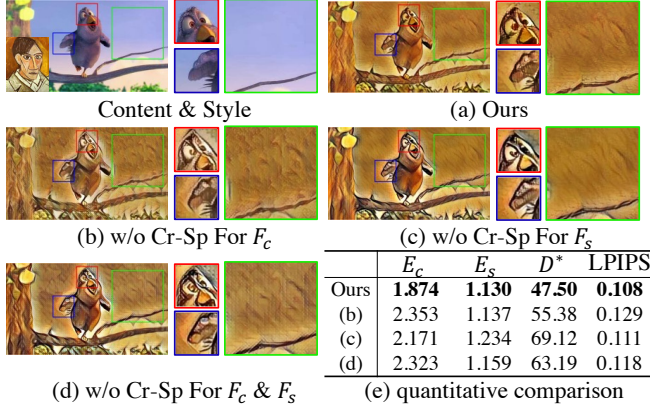 Content & Style
(a) Ours
(b) w/o Cr-Sp For F_c
(c) w/o Cr-Sp For F_s
E_c E_s D* LPIPS
Ours 1.874 1.130 47.50 0.108
(b) 2.353 1.137 55.38 0.129
(c) 2.171 1.234 69.12 0.111
(d) 2.323 1.159 63.19 0.118
(d) w/o Cr-Sp For F_c & F_s
(e) quantitative comparison